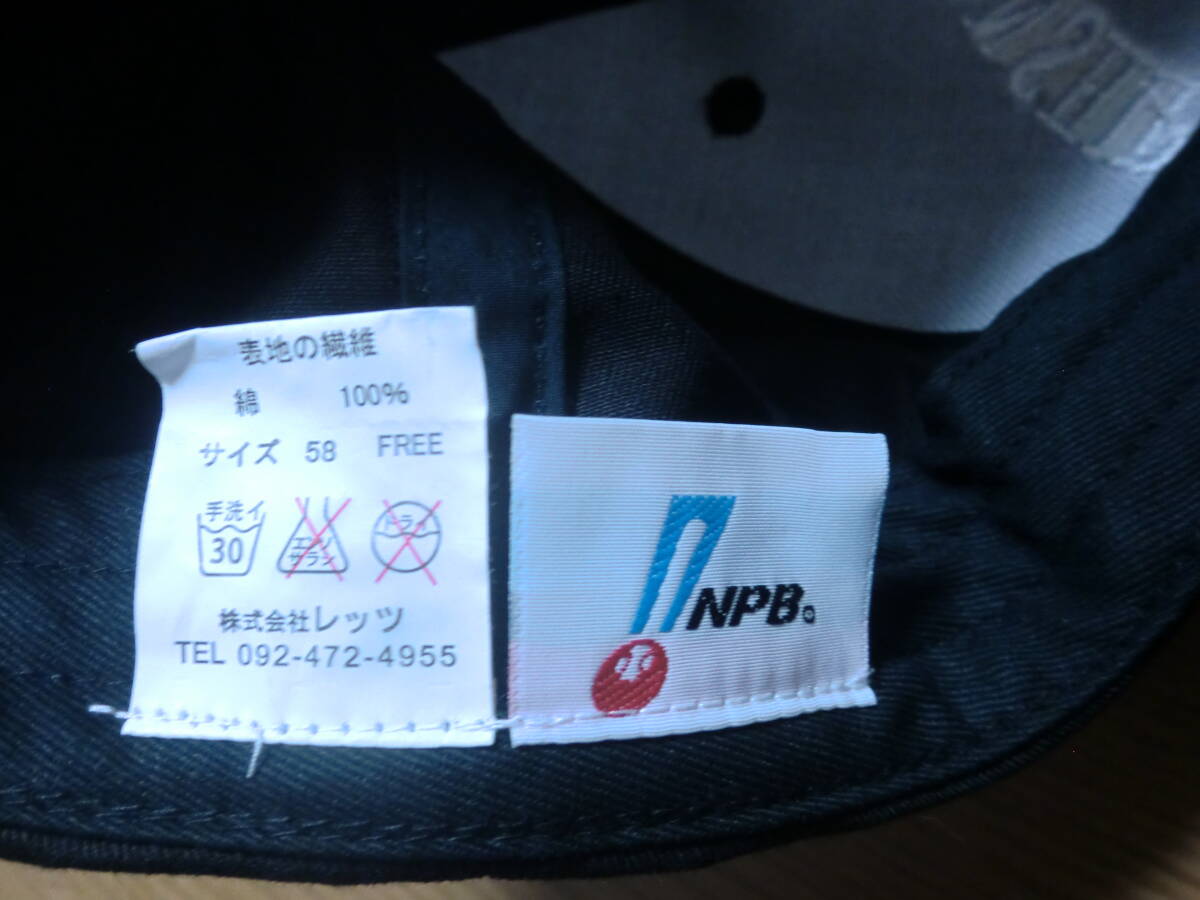 表地の繊維
綿 100%
サイズ 58 FREE
手洗イ
30
エンソ
サラシ
ドライ
株式会社レッツ
TEL 092-472-4955
NPB